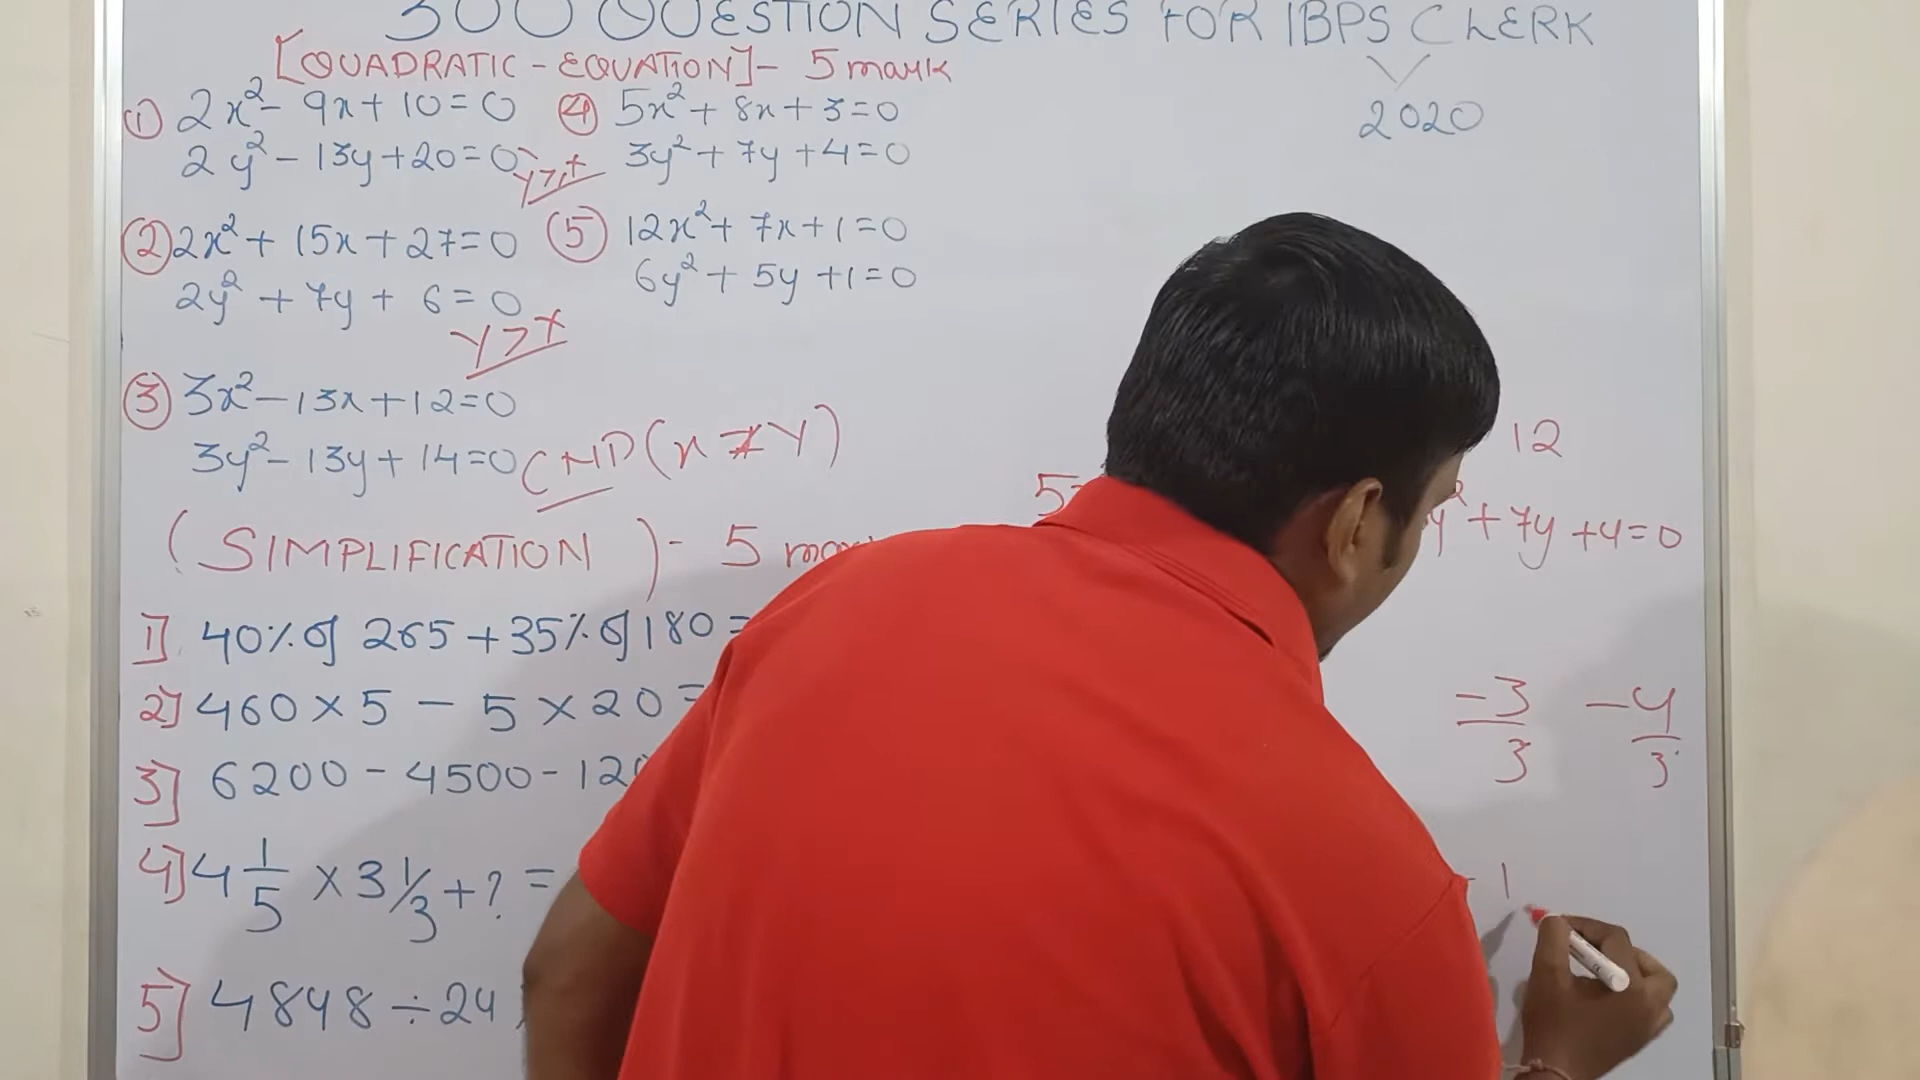 300 QUESTION SERIES FOR IBPS CLERK
2020
[QUADRATIC - EQUATION] - 5 mark
① 2x² - 9x + 10 = 0
2y² - 13y + 20 = 0
y ≥ x
② 2x² + 15x + 27 = 0
2y² + 7y + 6 = 0
Y > X
③ 3x² - 13x + 12 = 0
3y² - 13y + 14 = 0 CND (x ≠ Y)
④ 5x² + 8x + 3 = 0
3y² + 7y + 4 = 0
⑤ 12x² + 7x + 1 = 0
6y² + 5y + 1 = 0
(SIMPLIFICATION) - 5
1] 40% of 265 + 35% of 180 =
2] 460 × 5 - 5 × 20 =
3] 6200 - 4500 - 120
4] 4 1/5 × 3 1/3 + ? =
5] 4848 ÷ 24
12
5
y² + 7y + 4 = 0
-3/3 -4/3
- 1